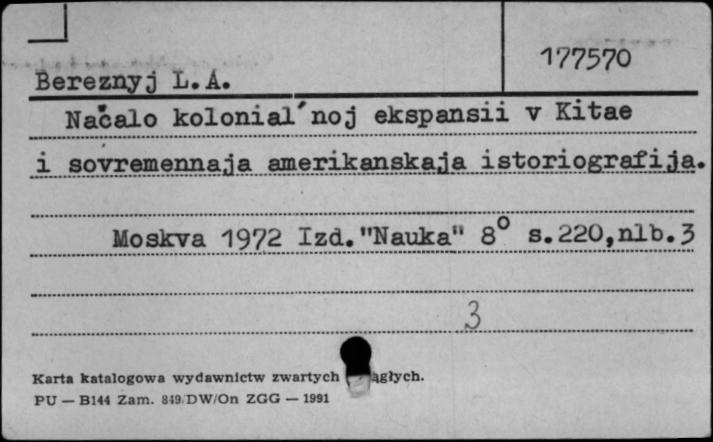 177570
Bereznyj L.A.
Načalo kolonial´noj ekspansii v Kitae
i sovremennaja amerikanskaja istoriografija.
Moskva 1972 Izd."Nauka" 8° s.220,nlb.3
3
Karta katalogowa wydawnictw zwartych ągłych.
PU — B144 Zam. 849/DW/On ZGG — 1991